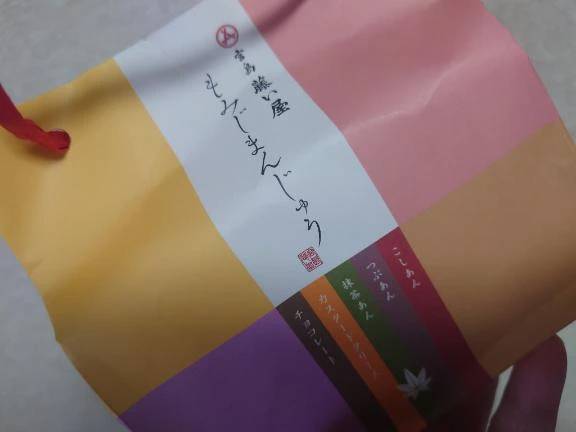 宮島 藤い屋
もみじまんじゅう
こしあん
つぶあん
抹茶あん
カスタードクリーム
チョコレート